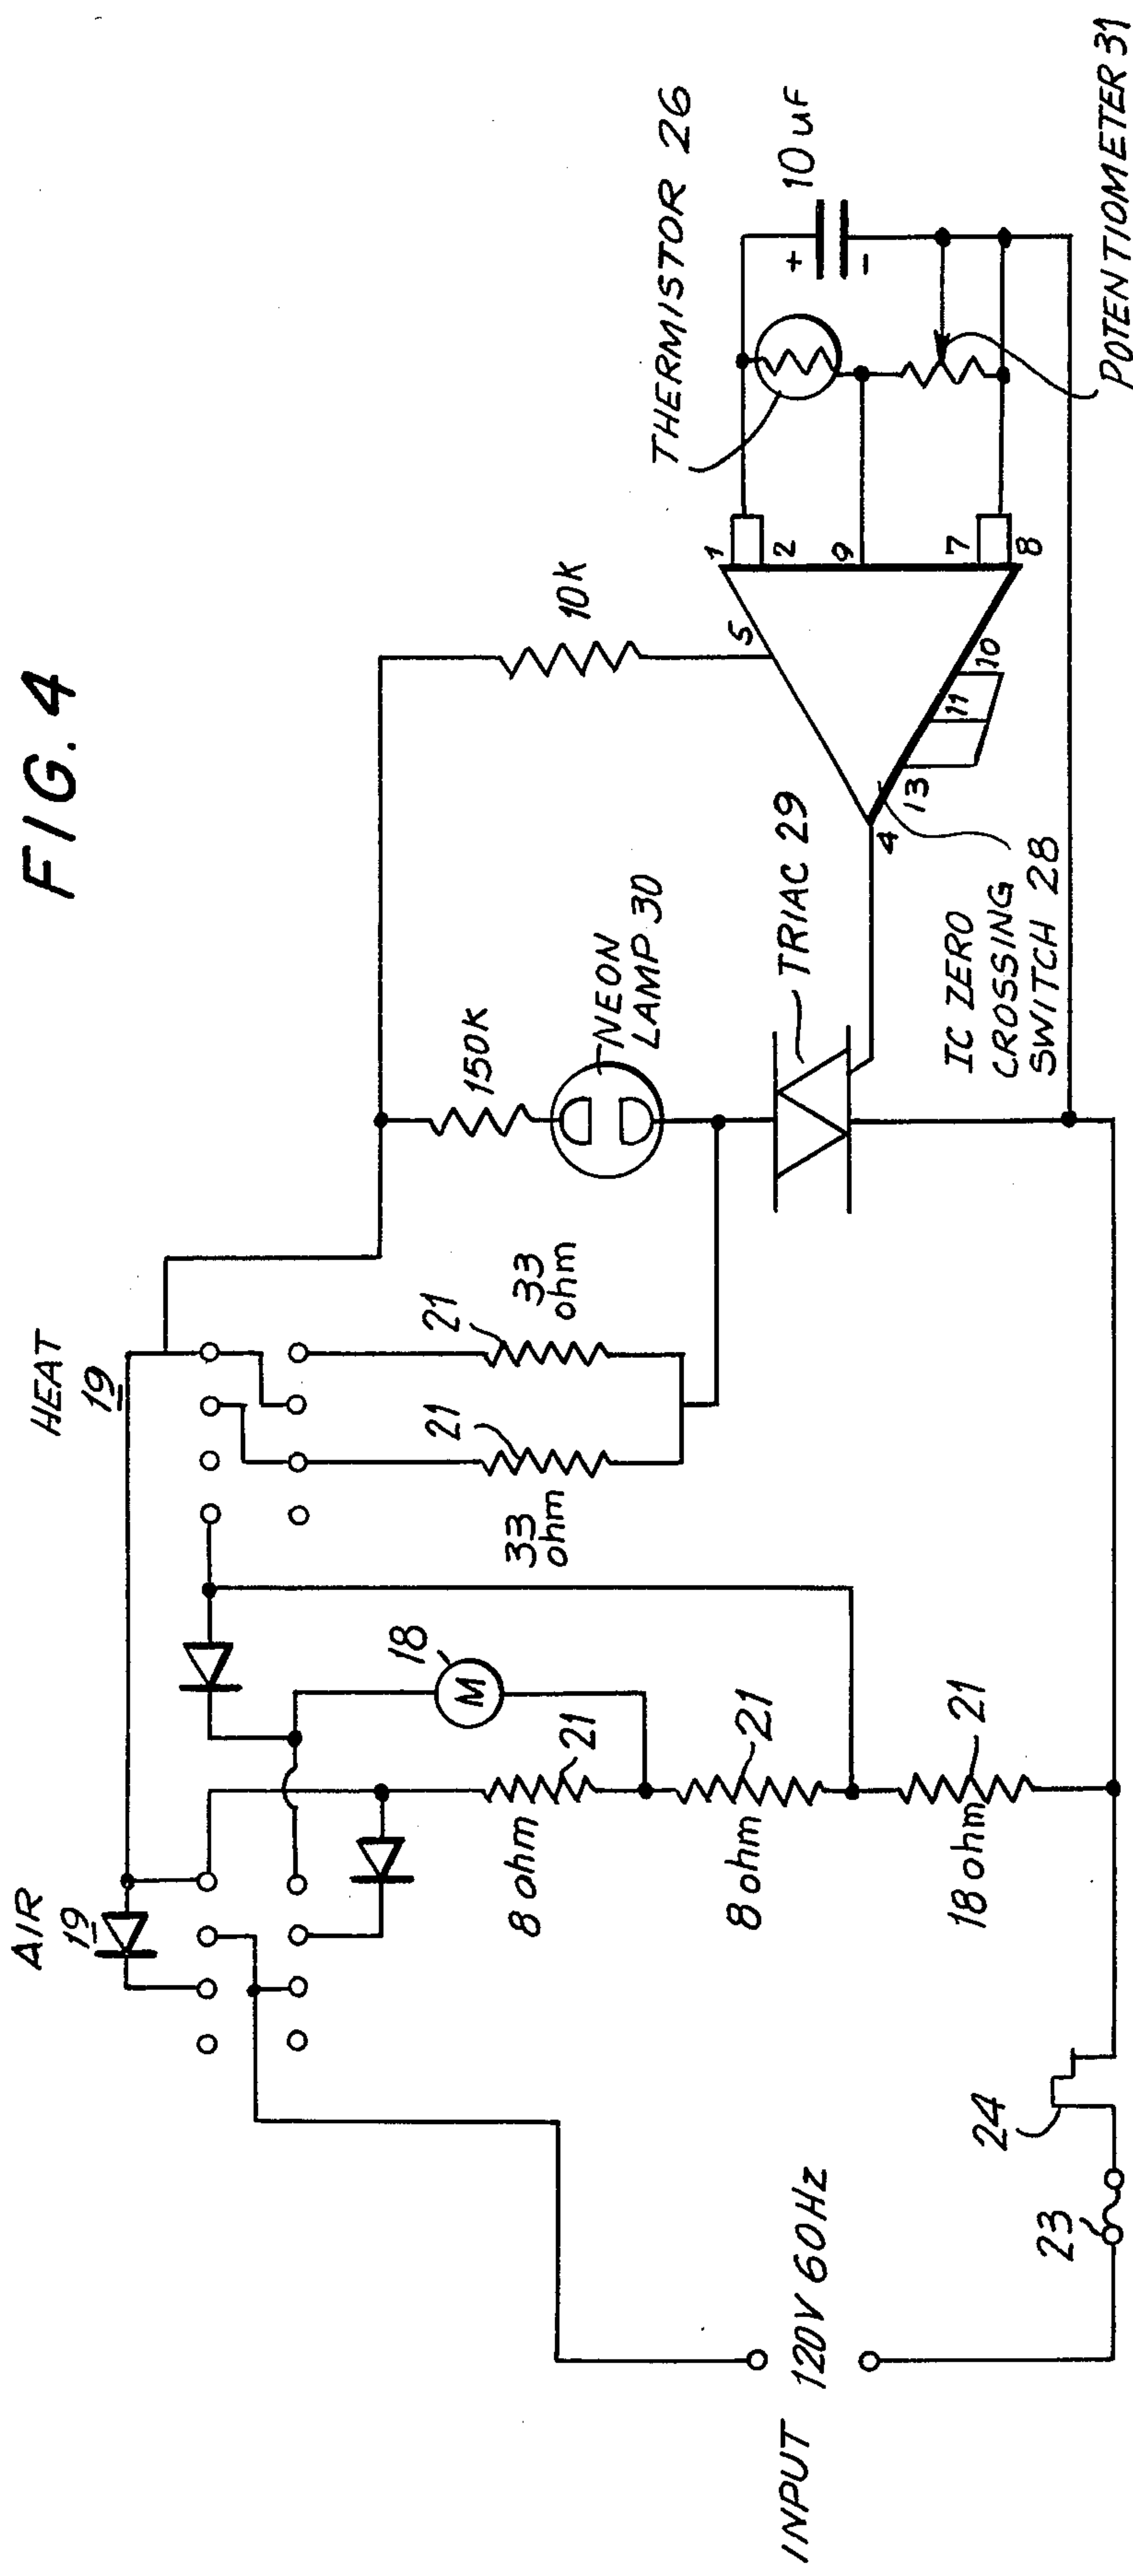 FIG. 4
AIR
19
HEAT
19
18
M
21
8 ohm
21
8 ohm
21
18 ohm
21
33
ohm
21
33
ohm
150K
NEON
LAMP 30
10K
TRIAC 29
THERMISTOR 26
10 uF
+
−
1
2
9
7
8
5
10
11
13
4
IC ZERO
CROSSING
SWITCH 28
POTENTIOMETER 31
INPUT 120V 60Hz
23
24